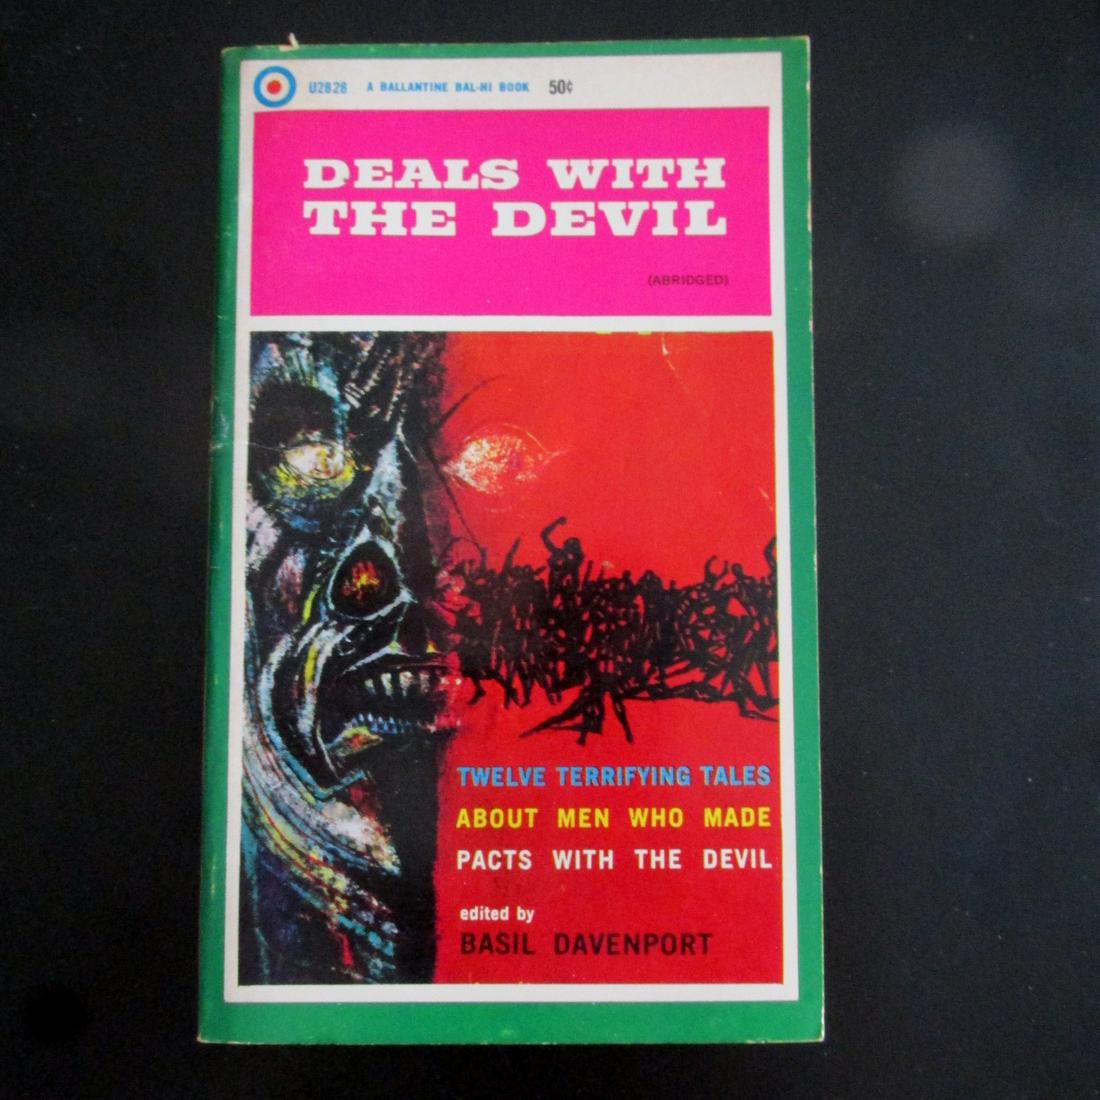 U2828 A BALLANTINE BAL-HI BOOK 50¢
DEALS WITH
THE DEVIL
(ABRIDGED)
TWELVE TERRIFYING TALES
ABOUT MEN WHO MADE
PACTS WITH THE DEVIL
edited by
BASIL DAVENPORT